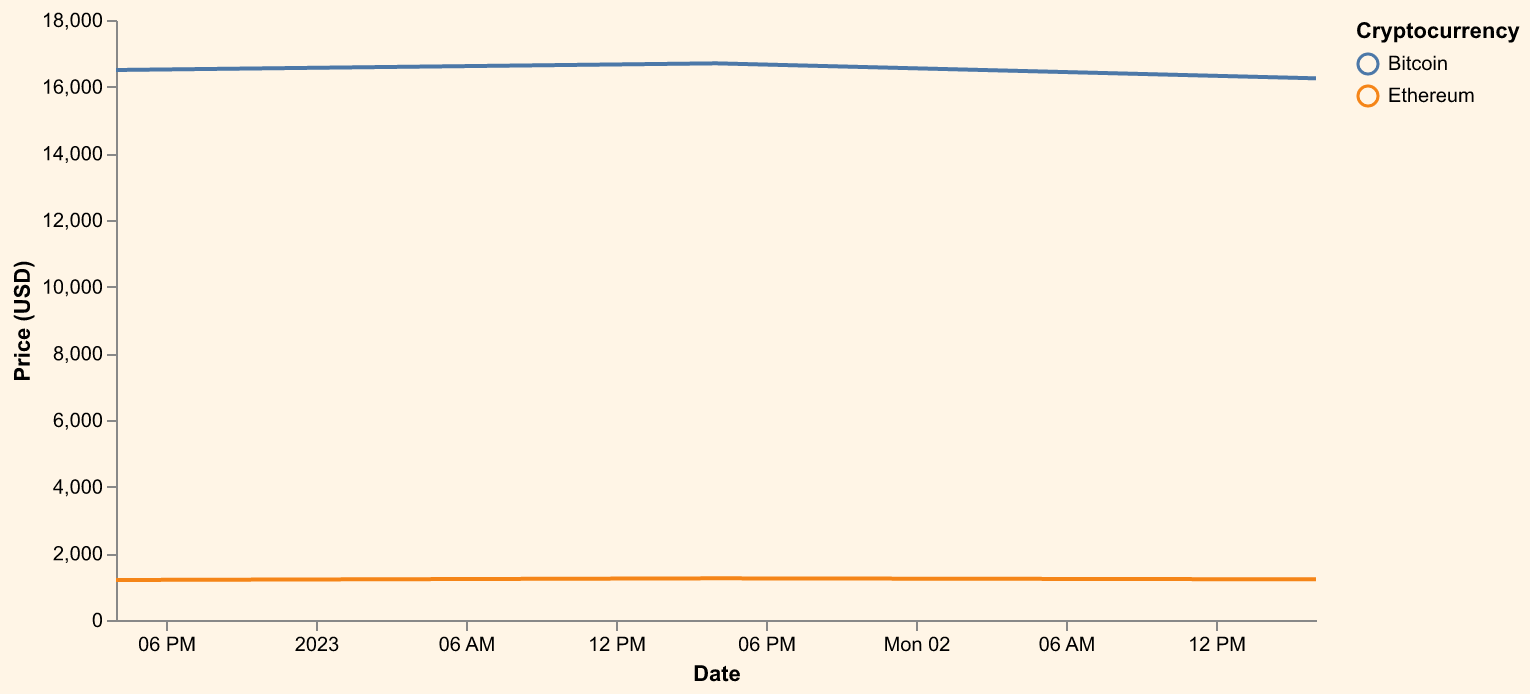 18,000
16,000
14,000
12,000
10,000
8,000
6,000
4,000
2,000
0
Price (USD)
06 PM 2023 06 AM 12 PM 06 PM Mon 02 06 AM 12 PM
Date
Cryptocurrency
Bitcoin
Ethereum